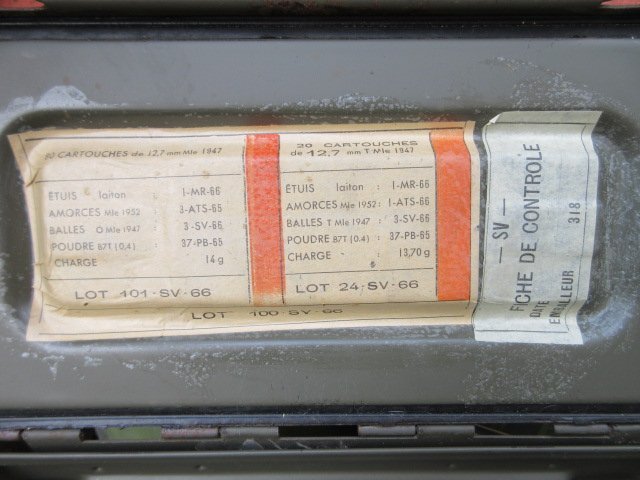 80 CARTOUCHES de 12,7 mm Mle 1947
ÉTUIS laiton : 1-MR-66
AMORCES Mle 1952 : 3-ATS-65
BALLES O Mle 1947 : 3-SV-66
POUDRE B7T (0,4) : 37-PB-65
CHARGE 14 g
LOT 101-SV-66
20 CARTOUCHES
de 12,7 mm T Mle 1947
ÉTUIS laiton : 1-MR-66
AMORCES Mle 1952 : 1-ATS-66
BALLES T Mle 1947 : 3-SV-66
POUDRE B7T (0,4) : 37-PB-65
CHARGE 13,70 g
LOT 24-SV-66
LOT 100-SV-66
— SV —
FICHE DE CONTROLE
DATE
EMBALLEUR 318